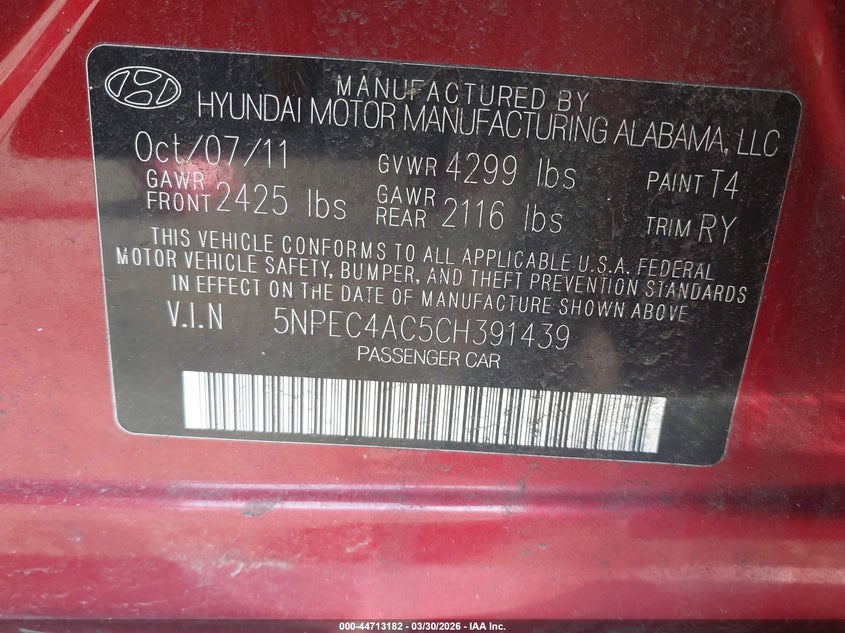 MANUFACTURED BY
HYUNDAI MOTOR MANUFACTURING ALABAMA, LLC
Oct/07/11 GVWR 4299 lbs PAINT T4
GAWR FRONT 2425 lbs GAWR REAR 2116 lbs TRIM RY
THIS VEHICLE CONFORMS TO ALL APPLICABLE U.S.A. FEDERAL
MOTOR VEHICLE SAFETY, BUMPER, AND THEFT PREVENTION STANDARDS
IN EFFECT ON THE DATE OF MANUFACTURE SHOWN ABOVE
V.I.N 5NPEC4AC5CH391439
PASSENGER CAR
000-44713182 — 03/30/2026 — IAA Inc.